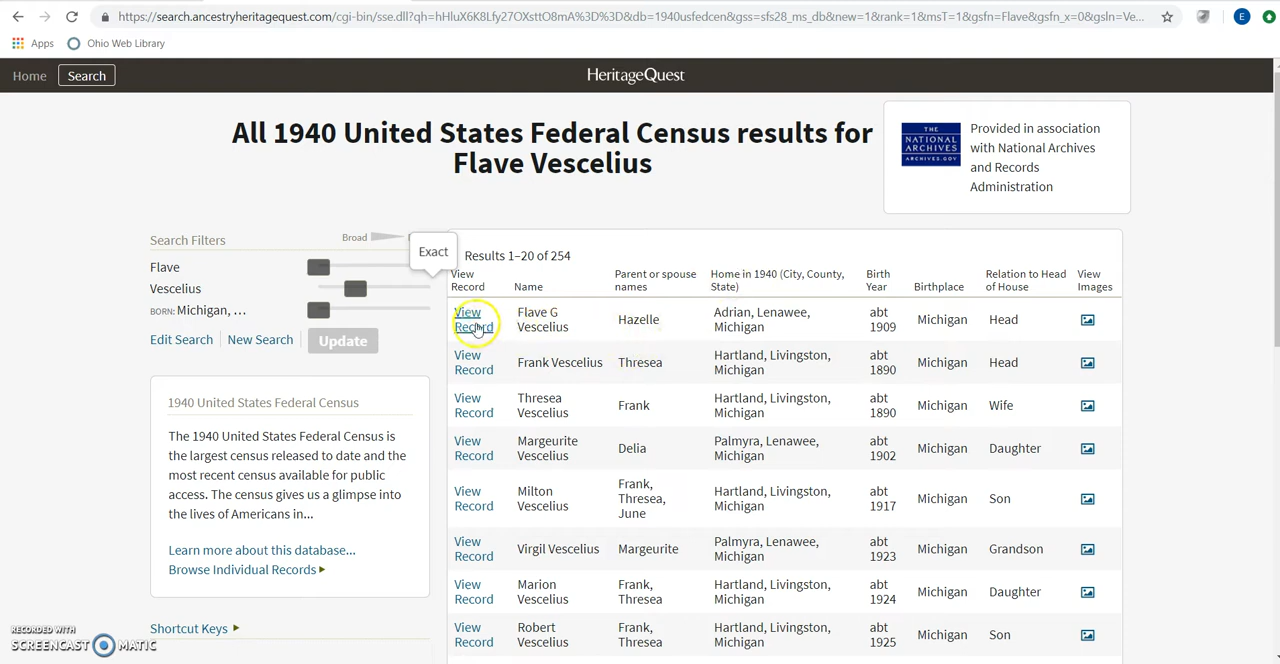 https://search.ancestryheritagequest.com/cgi-bin/sse.dll?qh=hHluX6K8Lfy27OXsttO8mA%3D%3D&db=1940usfedcen&gss=sfs28_ms_db&new=1&rank=1&msT=1&gsfn=Flave&gsfn_x=0&gsln=Ve...
E
Apps Ohio Web Library
Home Search HeritageQuest
All 1940 United States Federal Census results for
Flave Vescelius
THE
NATIONAL
ARCHIVES
ARCHIVES.GOV
Provided in association
with National Archives
and Records
Administration
Search Filters Broad
Exact
Flave
Vescelius
BORN: Michigan, ...
Edit Search New Search Update
1940 United States Federal Census
The 1940 United States Federal Census is
the largest census released to date and the
most recent census available for public
access. The census gives us a glimpse into
the lives of Americans in...
Learn more about this database...
Browse Individual Records
Shortcut Keys
Results 1–20 of 254
View Parent or spouse Home in 1940 (City, County, Birth Relation to Head View
Record Name names State) Year Birthplace of House Images
View Flave G Adrian, Lenawee, abt
Record Vescelius Hazelle Michigan 1909 Michigan Head
View Hartland, Livingston, abt
Record Frank Vescelius Thresea Michigan 1890 Michigan Head
View Thresea Hartland, Livingston, abt
Record Vescelius Frank Michigan 1890 Michigan Wife
View Margeurite Palmyra, Lenawee, abt
Record Vescelius Delia Michigan 1902 Michigan Daughter
View Milton Frank, Hartland, Livingston, abt
Record Vescelius Thresea, Michigan 1917 Michigan Son
June
View Palmyra, Lenawee, abt
Record Virgil Vescelius Margeurite Michigan 1923 Michigan Grandson
View Marion Frank, Hartland, Livingston, abt
Record Vescelius Thresea Michigan 1924 Michigan Daughter
View Robert Frank, Hartland, Livingston, abt
Record Vescelius Thresea Michigan 1925 Michigan Son
RECORDED WITH
SCREENCAST MATIC